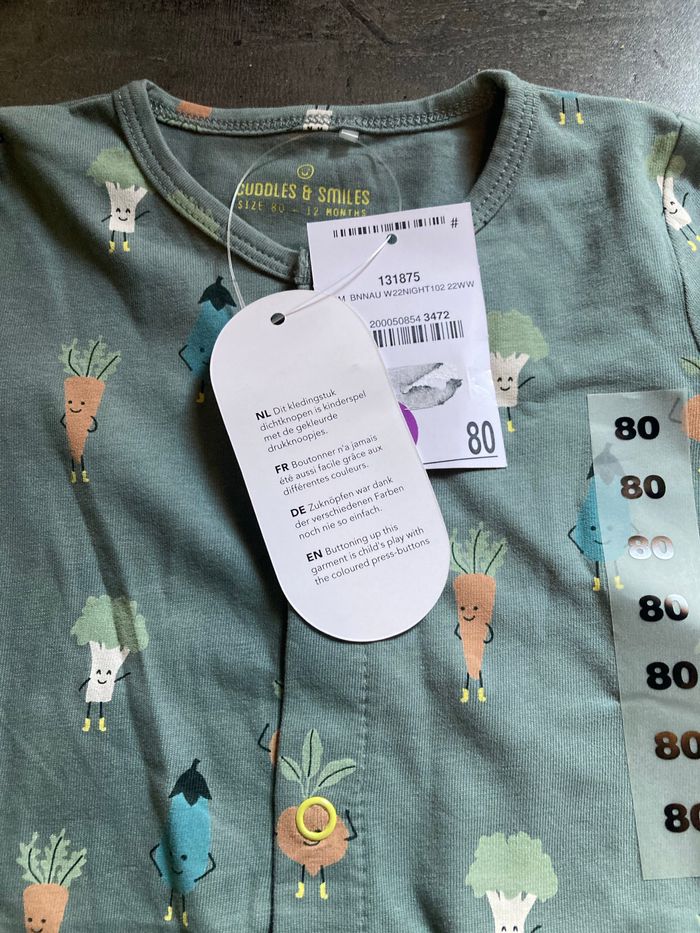 CUDDLES & SMILES
SIZE 80 - 12 MONTHS
#
131875
M BNNAU W22NIGHT102 22WW
200050854 3472
80
NL Dit kledingstuk
dichtknopen is kinderspel
met de gekleurde
drukknoopjes.
FR Boutonner n'a jamais
été aussi facile grâce aux
différentes couleurs.
DE Zuknöpfen war dank
der verschiedenen Farben
noch nie so einfach.
EN Buttoning up this
garment is child's play with
the coloured press-buttons
80
80
80
80
80
80
80